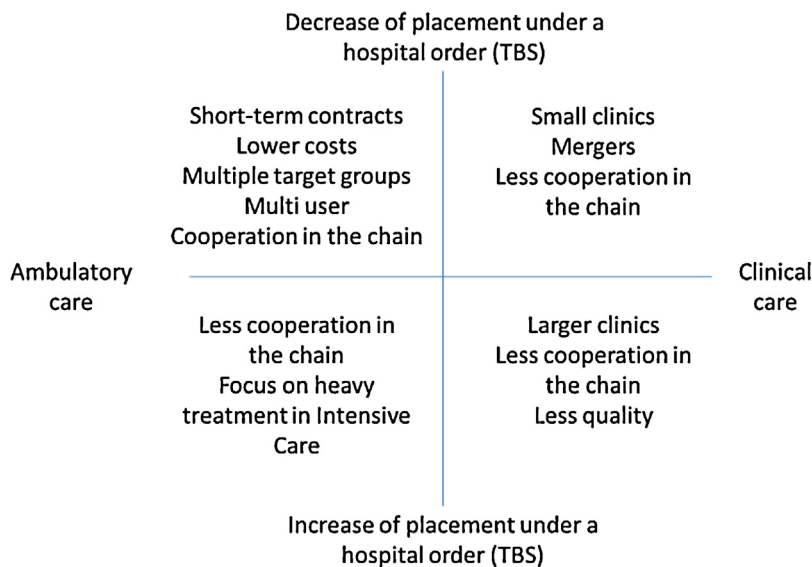 Decrease of placement under a
hospital order (TBS)
Short-term contracts
Lower costs
Multiple target groups
Multi user
Cooperation in the chain
Small clinics
Mergers
Less cooperation in
the chain
Ambulatory
care
Clinical
care
Less cooperation in
the chain
Focus on heavy
treatment in Intensive
Care
Larger clinics
Less cooperation in
the chain
Less quality
Increase of placement under a
hospital order (TBS)